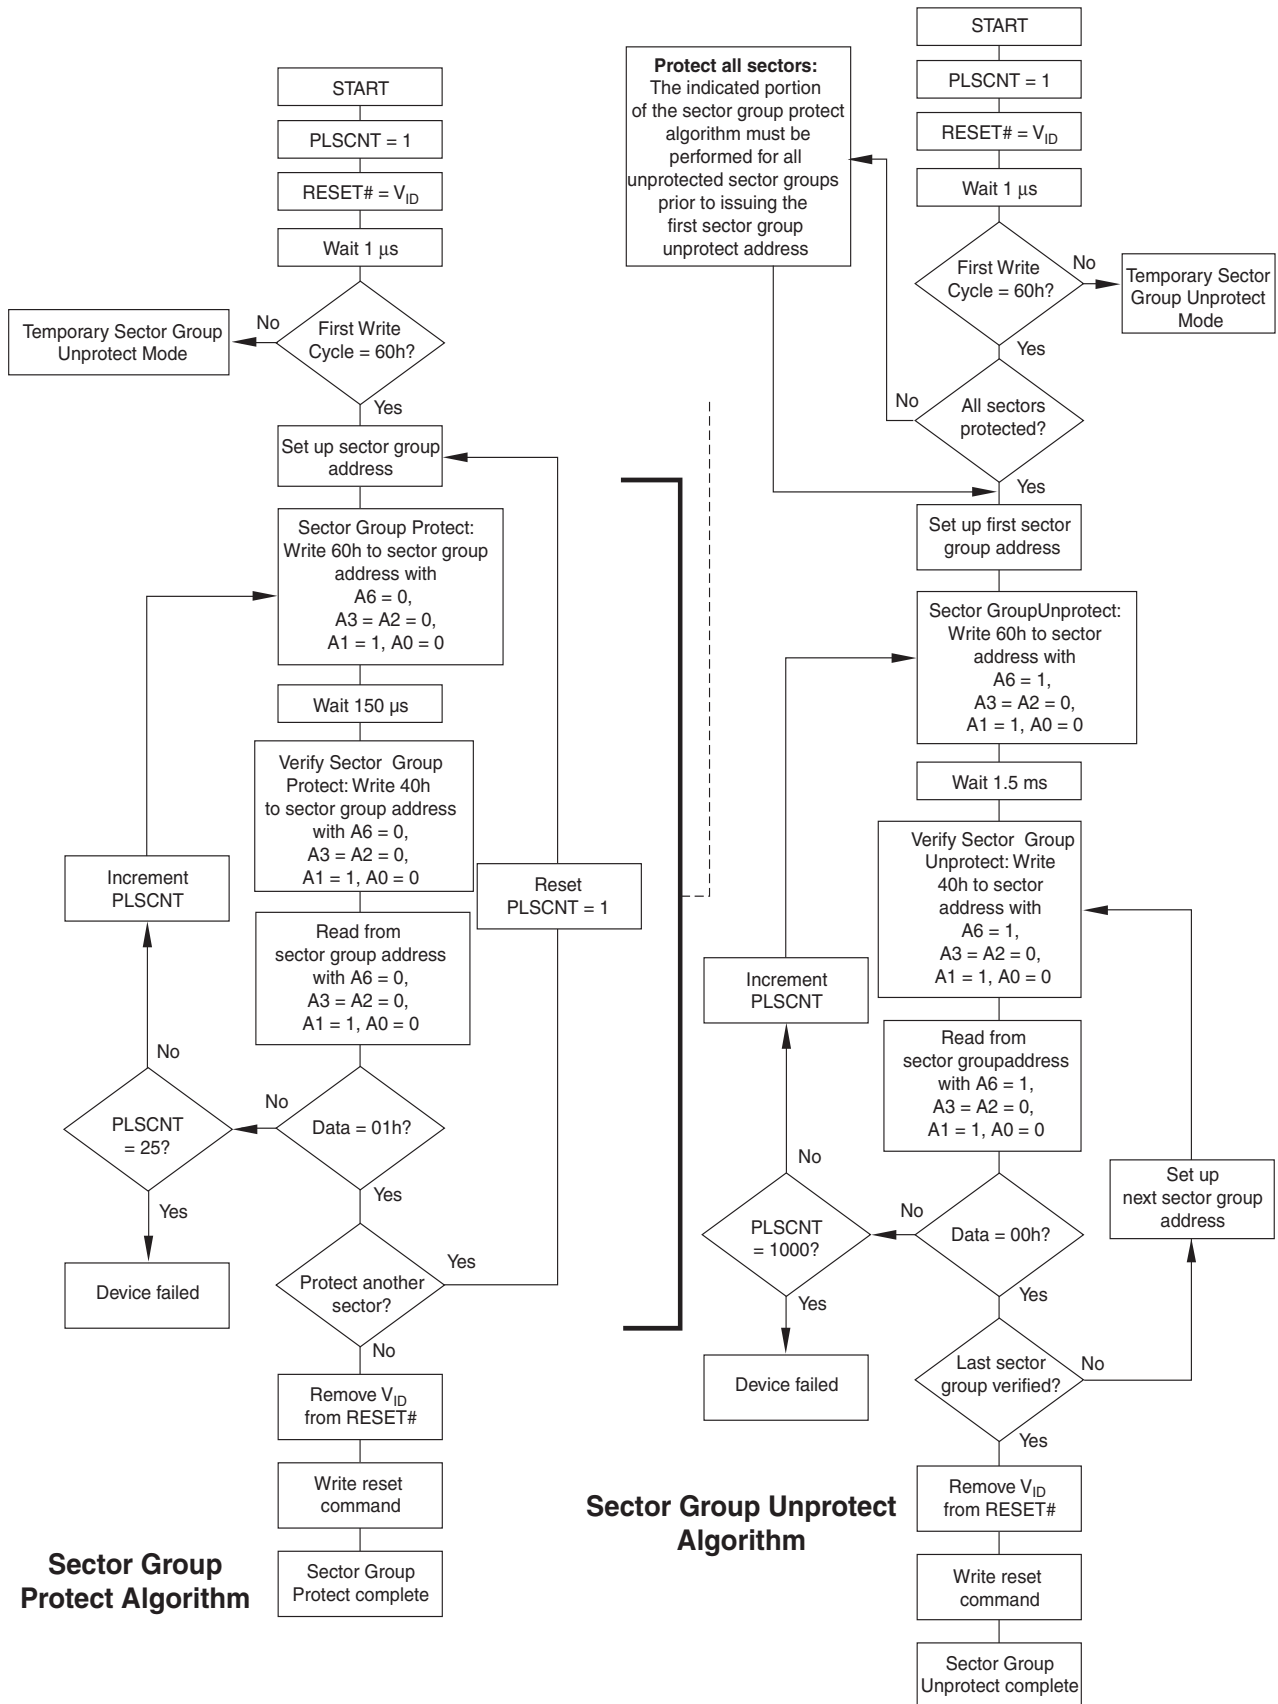 START
PLSCNT = 1
RESET# = VID
Wait 1 μs
First Write
Cycle = 60h?
No
Temporary Sector Group
Unprotect Mode
Yes
Set up sector group
address
Sector Group Protect:
Write 60h to sector group
address with
A6 = 0,
A3 = A2 = 0,
A1 = 1, A0 = 0
Wait 150 µs
Verify Sector Group
Protect: Write 40h
to sector group address
with A6 = 0,
A3 = A2 = 0,
A1 = 1, A0 = 0
Increment
PLSCNT
Reset
PLSCNT = 1
Read from
sector group address
with A6 = 0,
A3 = A2 = 0,
A1 = 1, A0 = 0
No
No
PLSCNT
= 25?
Data = 01h?
Yes
Yes
Device failed
Protect another
sector?
Yes
No
Remove VID
from RESET#
Write reset
command
Sector Group
Protect complete
Sector Group
Protect Algorithm
Protect all sectors:
The indicated portion
of the sector group protect
algorithm must be
performed for all
unprotected sector groups
prior to issuing the
first sector group
unprotect address
START
PLSCNT = 1
RESET# = VID
Wait 1 μs
First Write
Cycle = 60h?
No
Temporary Sector
Group Unprotect
Mode
Yes
No
All sectors
protected?
Yes
Set up first sector
group address
Sector GroupUnprotect:
Write 60h to sector
address with
A6 = 1,
A3 = A2 = 0,
A1 = 1, A0 = 0
Wait 1.5 ms
Verify Sector Group
Unprotect: Write
40h to sector
address with
A6 = 1,
A3 = A2 = 0,
A1 = 1, A0 = 0
Increment
PLSCNT
Read from
sector groupaddress
with A6 = 1,
A3 = A2 = 0,
A1 = 1, A0 = 0
No
Set up
next sector group
address
No
PLSCNT
= 1000?
Data = 00h?
Yes
Yes
Device failed
Last sector
group verified?
No
Yes
Remove VID
from RESET#
Write reset
command
Sector Group
Unprotect complete
Sector Group Unprotect
Algorithm